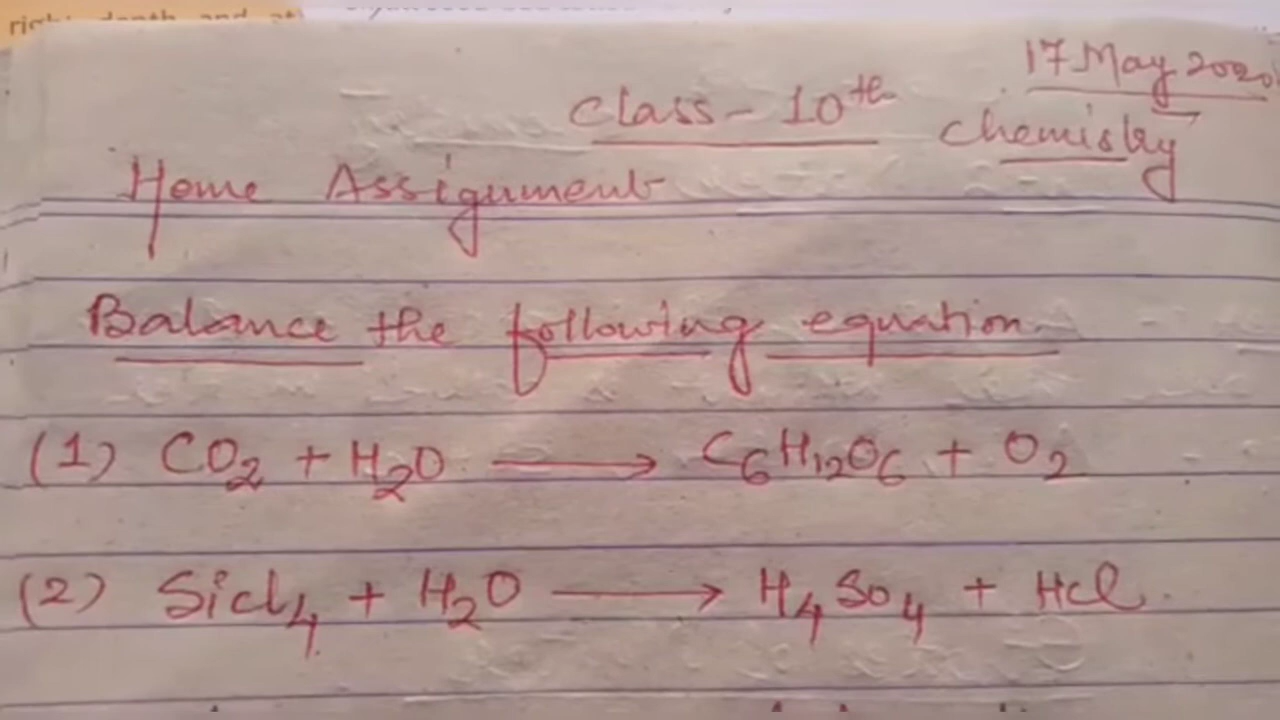 17 May 2020
Class - 10th
Chemistry
Home Assignment
Balance the following equation
(1) CO2 + H2O ⟶ C6H12O6 + O2
(2) Sicl4 + H2O ⟶ H4So4 + Hcl.